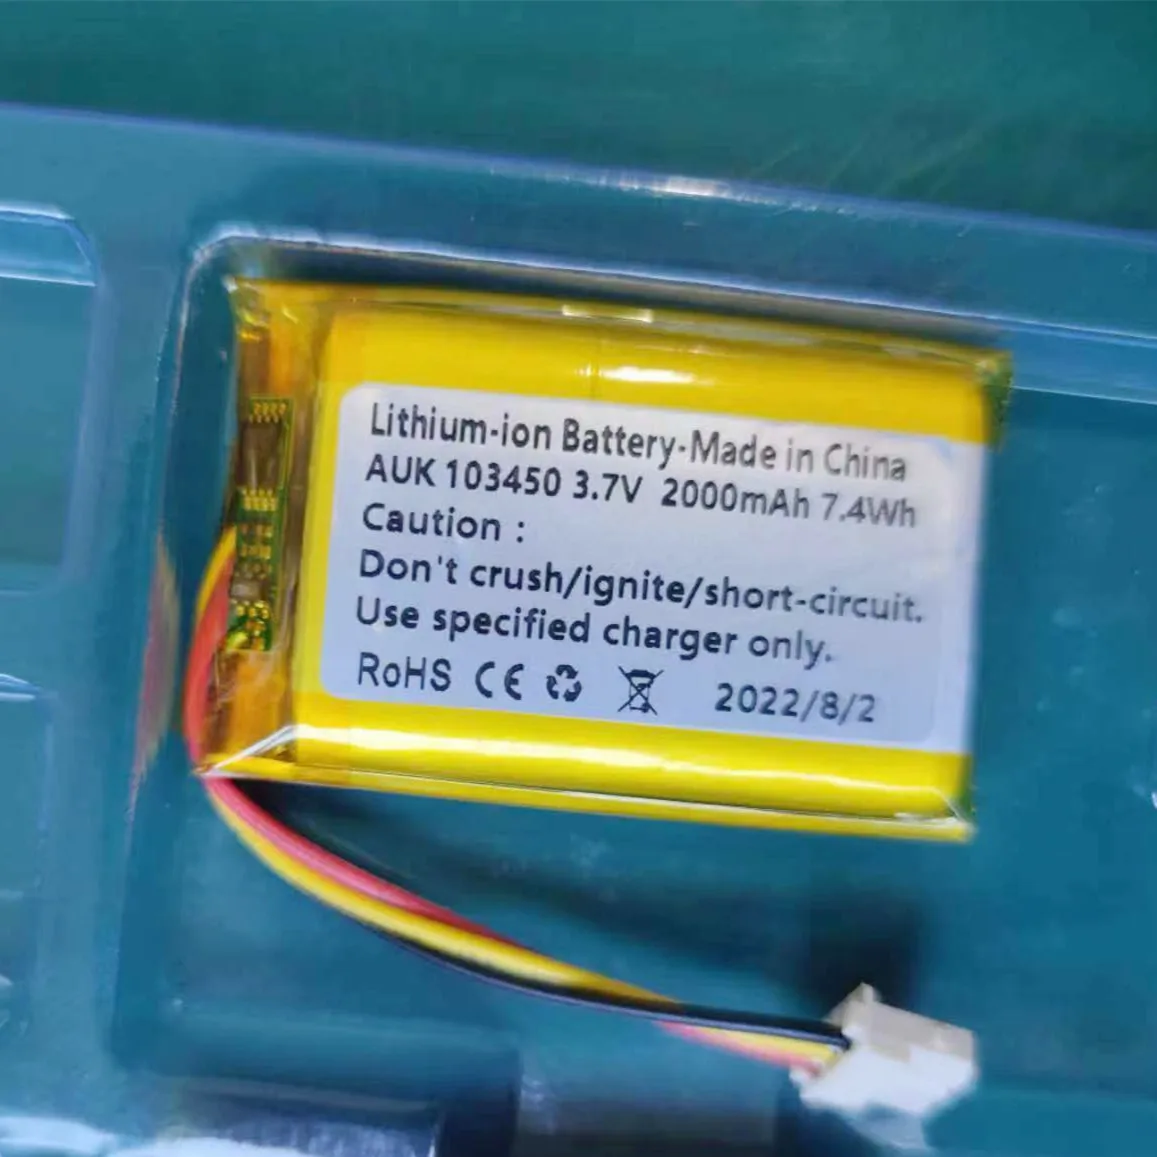 Lithium-ion Battery-Made in China
AUK 103450 3.7V 2000mAh 7.4Wh
Caution :
Don't crush/ignite/short-circuit.
Use specified charger only.
RoHS CE 2022/8/2